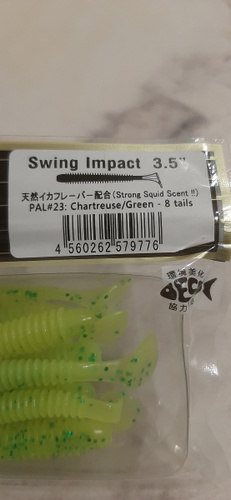 Swing Impact 3.5"
天然イカフレーバー配合(Strong Squid Scent !!)
PAL#23: Chartreuse/Green - 8 tails
4 560262 579776
環境美化
DECO
協力